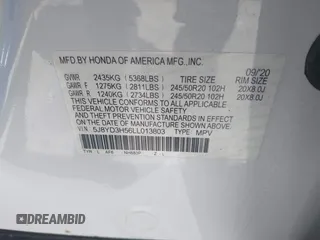 MFD BY HONDA OF AMERICA MFG.,INC. 09/20
GVWR 2435KG (5368LBS) TIRE SIZE RIM SIZE
GAWR F 1275KG (2811LBS) 245/50R20 102H 20X8.0J
GAWR R 1240KG (2734LBS) 245/50R20 102H 20X8.0J
THIS VEHICLE CONFORMS TO ALL APPLICABLE
FEDERAL MOTOR VEHICLE SAFETY, BUMPER, AND
THEFT PREVENTION STANDARDS IN EFFECT ON THE
DATE OF MANUFACTURE SHOWN ABOVE.
5J8YD3H56LL013603 TYPE: MPV
DREAMBID